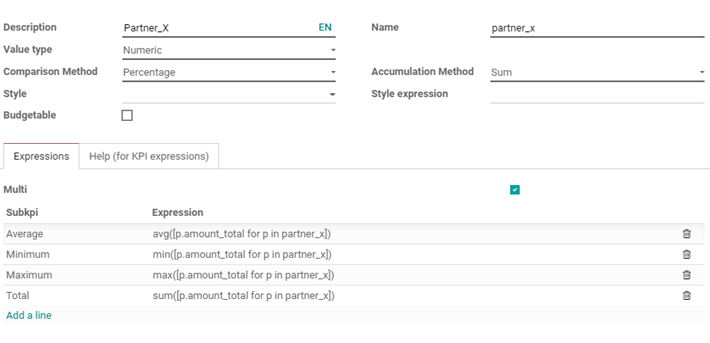 Description Partner_X EN Name partner_x
Value type Numeric
Comparison Method Percentage Accumulation Method Sum
Style Style expression
Budgetable
Expressions Help (for KPI expressions)
Multi
Subkpi Expression
Average avg([p.amount_total for p in partner_x])
Minimum min([p.amount_total for p in partner_x])
Maximum max([p.amount_total for p in partner_x])
Total sum([p.amount_total for p in partner_x])
Add a line